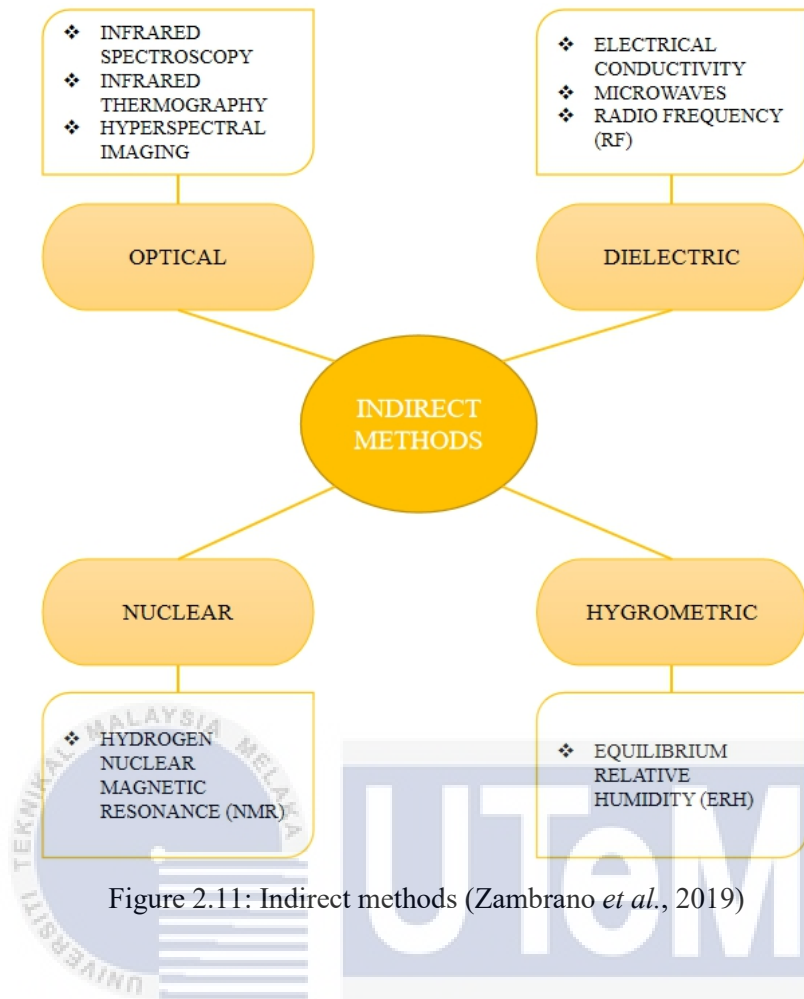 ❖ INFRARED
SPECTROSCOPY
❖ INFRARED
THERMOGRAPHY
❖ HYPERSPECTRAL
IMAGING
❖ ELECTRICAL
CONDUCTIVITY
❖ MICROWAVES
❖ RADIO FREQUENCY
(RF)
OPTICAL
DIELECTRIC
INDIRECT
METHODS
NUCLEAR
HYGROMETRIC
❖ HYDROGEN
NUCLEAR
MAGNETIC
RESONANCE (NMR)
❖ EQUILIBRIUM
RELATIVE
HUMIDITY (ERH)
UNIVERSITI TEKNIKAL MALAYSIA MELAKA
UTeM
Figure 2.11: Indirect methods (Zambrano et al., 2019)